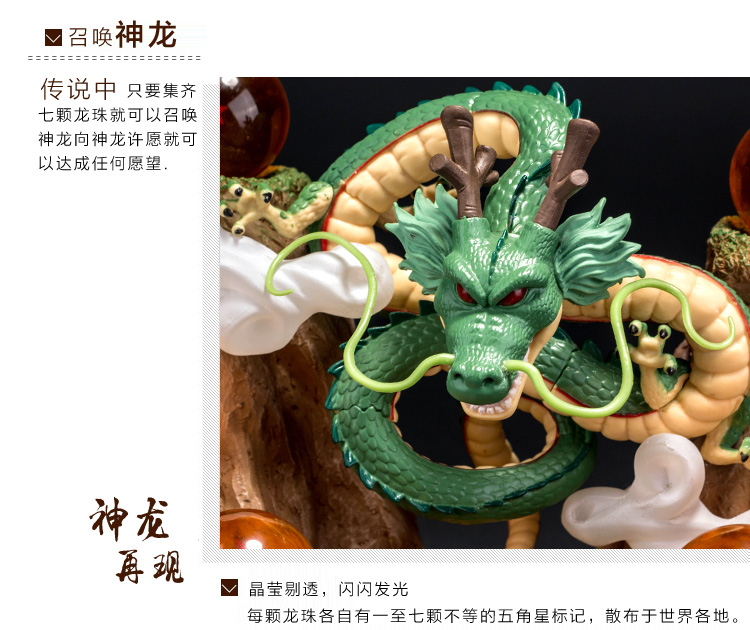 召唤神龙
传说中 只要集齐
七颗龙珠就可以召唤
神龙向神龙许愿就可
以达成任何愿望.
神龙
再现
晶莹剔透，闪闪发光
每颗龙珠各自有一至七颗不等的五角星标记，散布于世界各地。